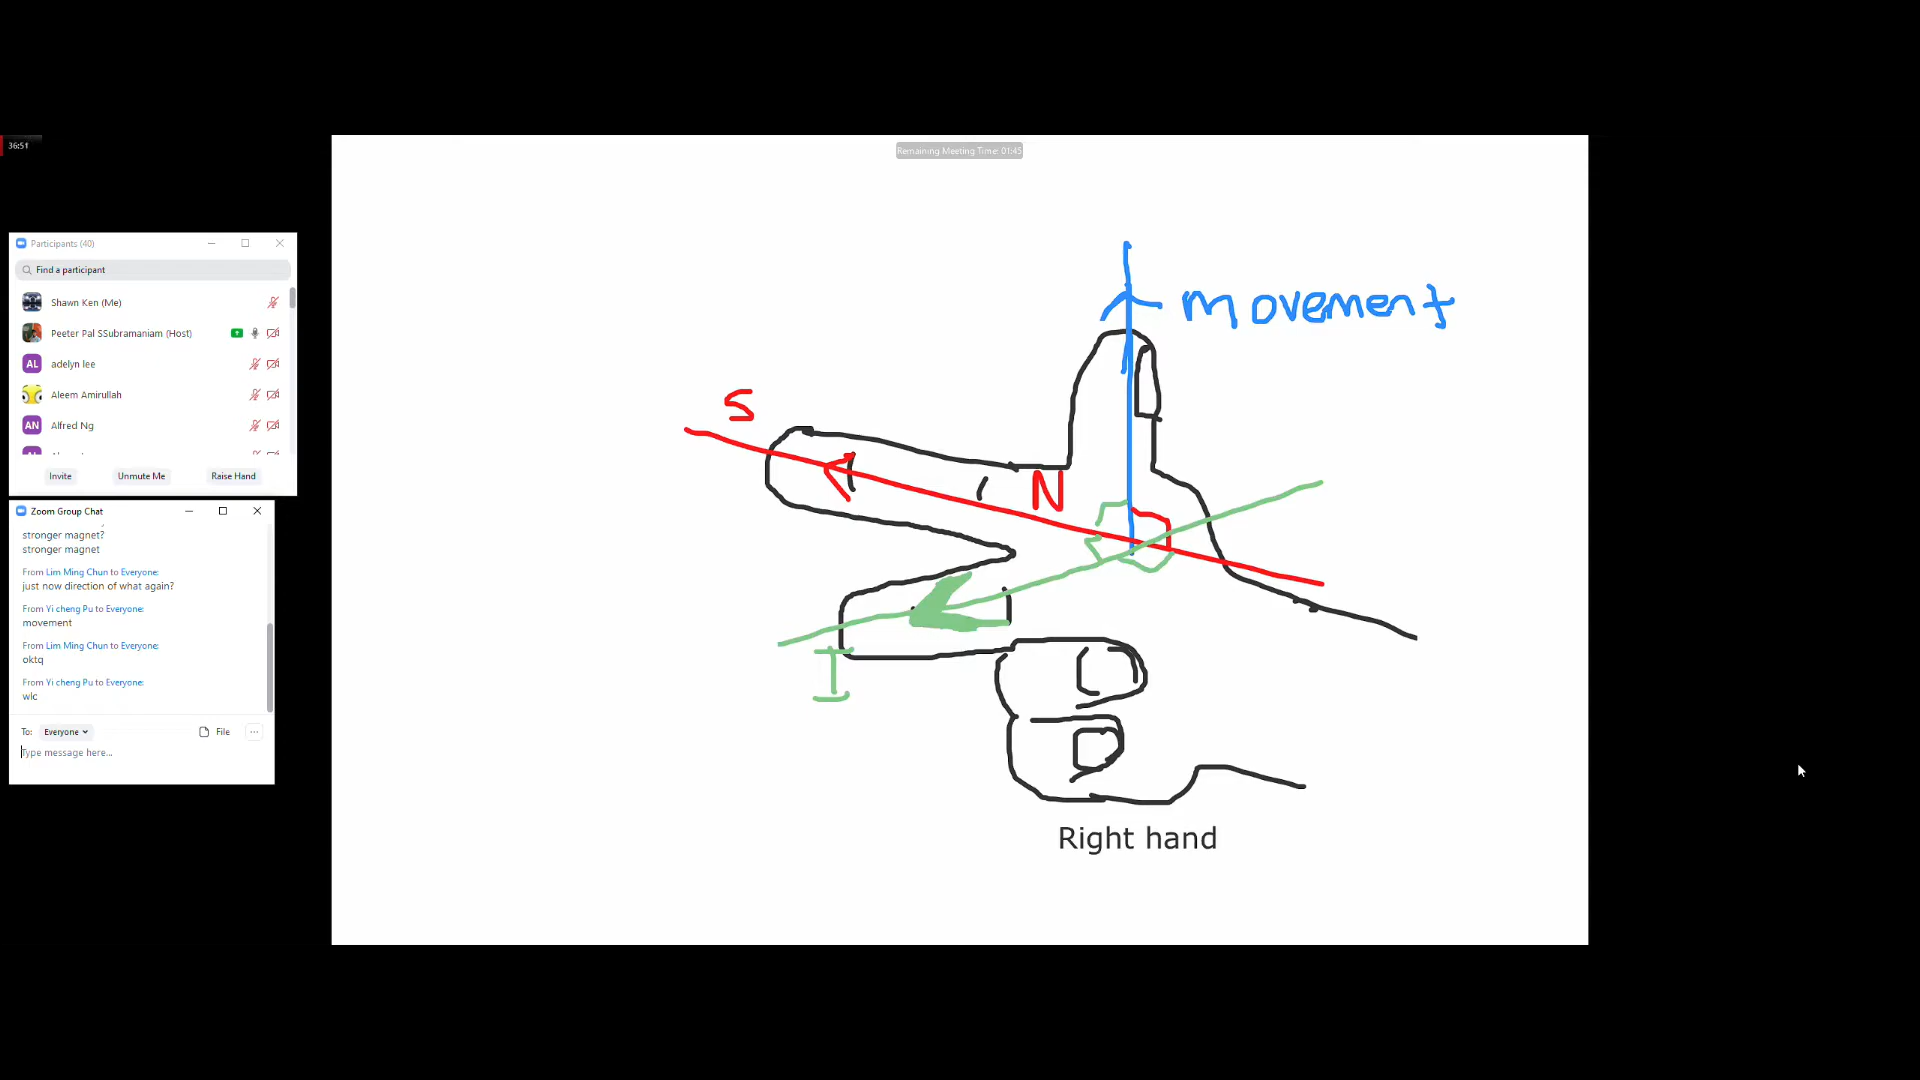 36:51
Remaining Meeting Time: 01:45
Participants (40)
Find a participant
Shawn Ken (Me)
Peeter Pal SSubramaniam (Host)
AL adelyn lee
Aleem Amirullah
AN Alfred Ng
Invite Unmute Me Raise Hand
Zoom Group Chat
stronger magnet?
stronger magnet
From Lim Ming Chun to Everyone:
just now direction of what again?
From Yi cheng Pu to Everyone:
movement
From Lim Ming Chun to Everyone:
oktq
From Yi cheng Pu to Everyone:
wlc
To: Everyone File
Type message here...
movement
S
N
I
Right hand